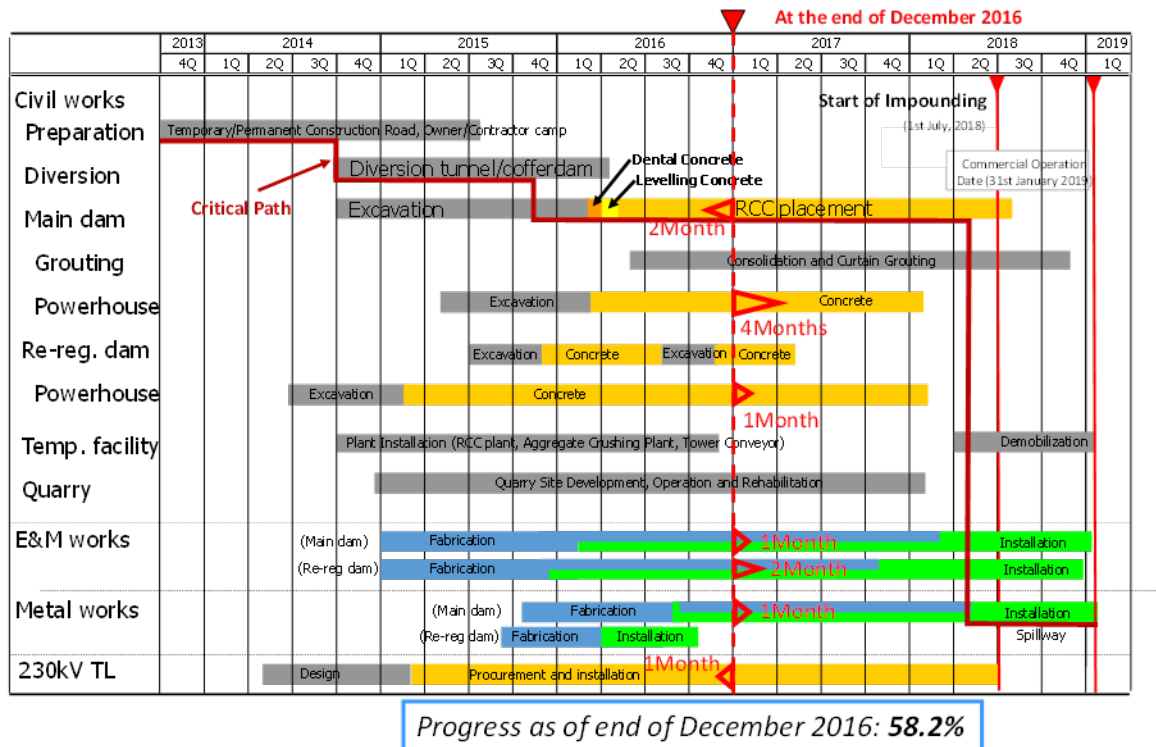 At the end of December 2016
2013 2014 2015 2016 2017 2018 2019
4Q 1Q 2Q 3Q 4Q 1Q 2Q 3Q 4Q 1Q 2Q 3Q 4Q 1Q 2Q 3Q 4Q 1Q 2Q 3Q 4Q 1Q
Civil works
Start of Impounding
(1st July, 2018)
Preparation
Temporary/Permanent Construction Road, Owner/Contractor camp
Dental Concrete
Levelling Concrete
Commercial Operation
Date (31st January 2019)
Diversion
Diversion tunnel/cofferdam
Critical Path
Main dam
Excavation
RCC placement
2Month
Grouting
Consolidation and Curtain Grouting
Powerhouse
Excavation
Concrete
4Months
Re-reg. dam
Excavation
Concrete
Excavation
Concrete
Powerhouse
Excavation
Concrete
1Month
Temp. facility
Plant Installation (RCC plant, Aggregate Crushing Plant, Tower Conveyor)
Demobilization
Quarry
Quarry Site Development, Operation and Rehabilitation
E&M works
(Main dam)
Fabrication
1Month
Installation
(Re-reg dam)
Fabrication
2Month
Installation
Metal works
(Main dam)
Fabrication
1Month
Installation
(Re-reg dam)
Fabrication
Installation
Spillway
230kV TL
Design
Procurement and installation
1Month
Progress as of end of December 2016: 58.2%